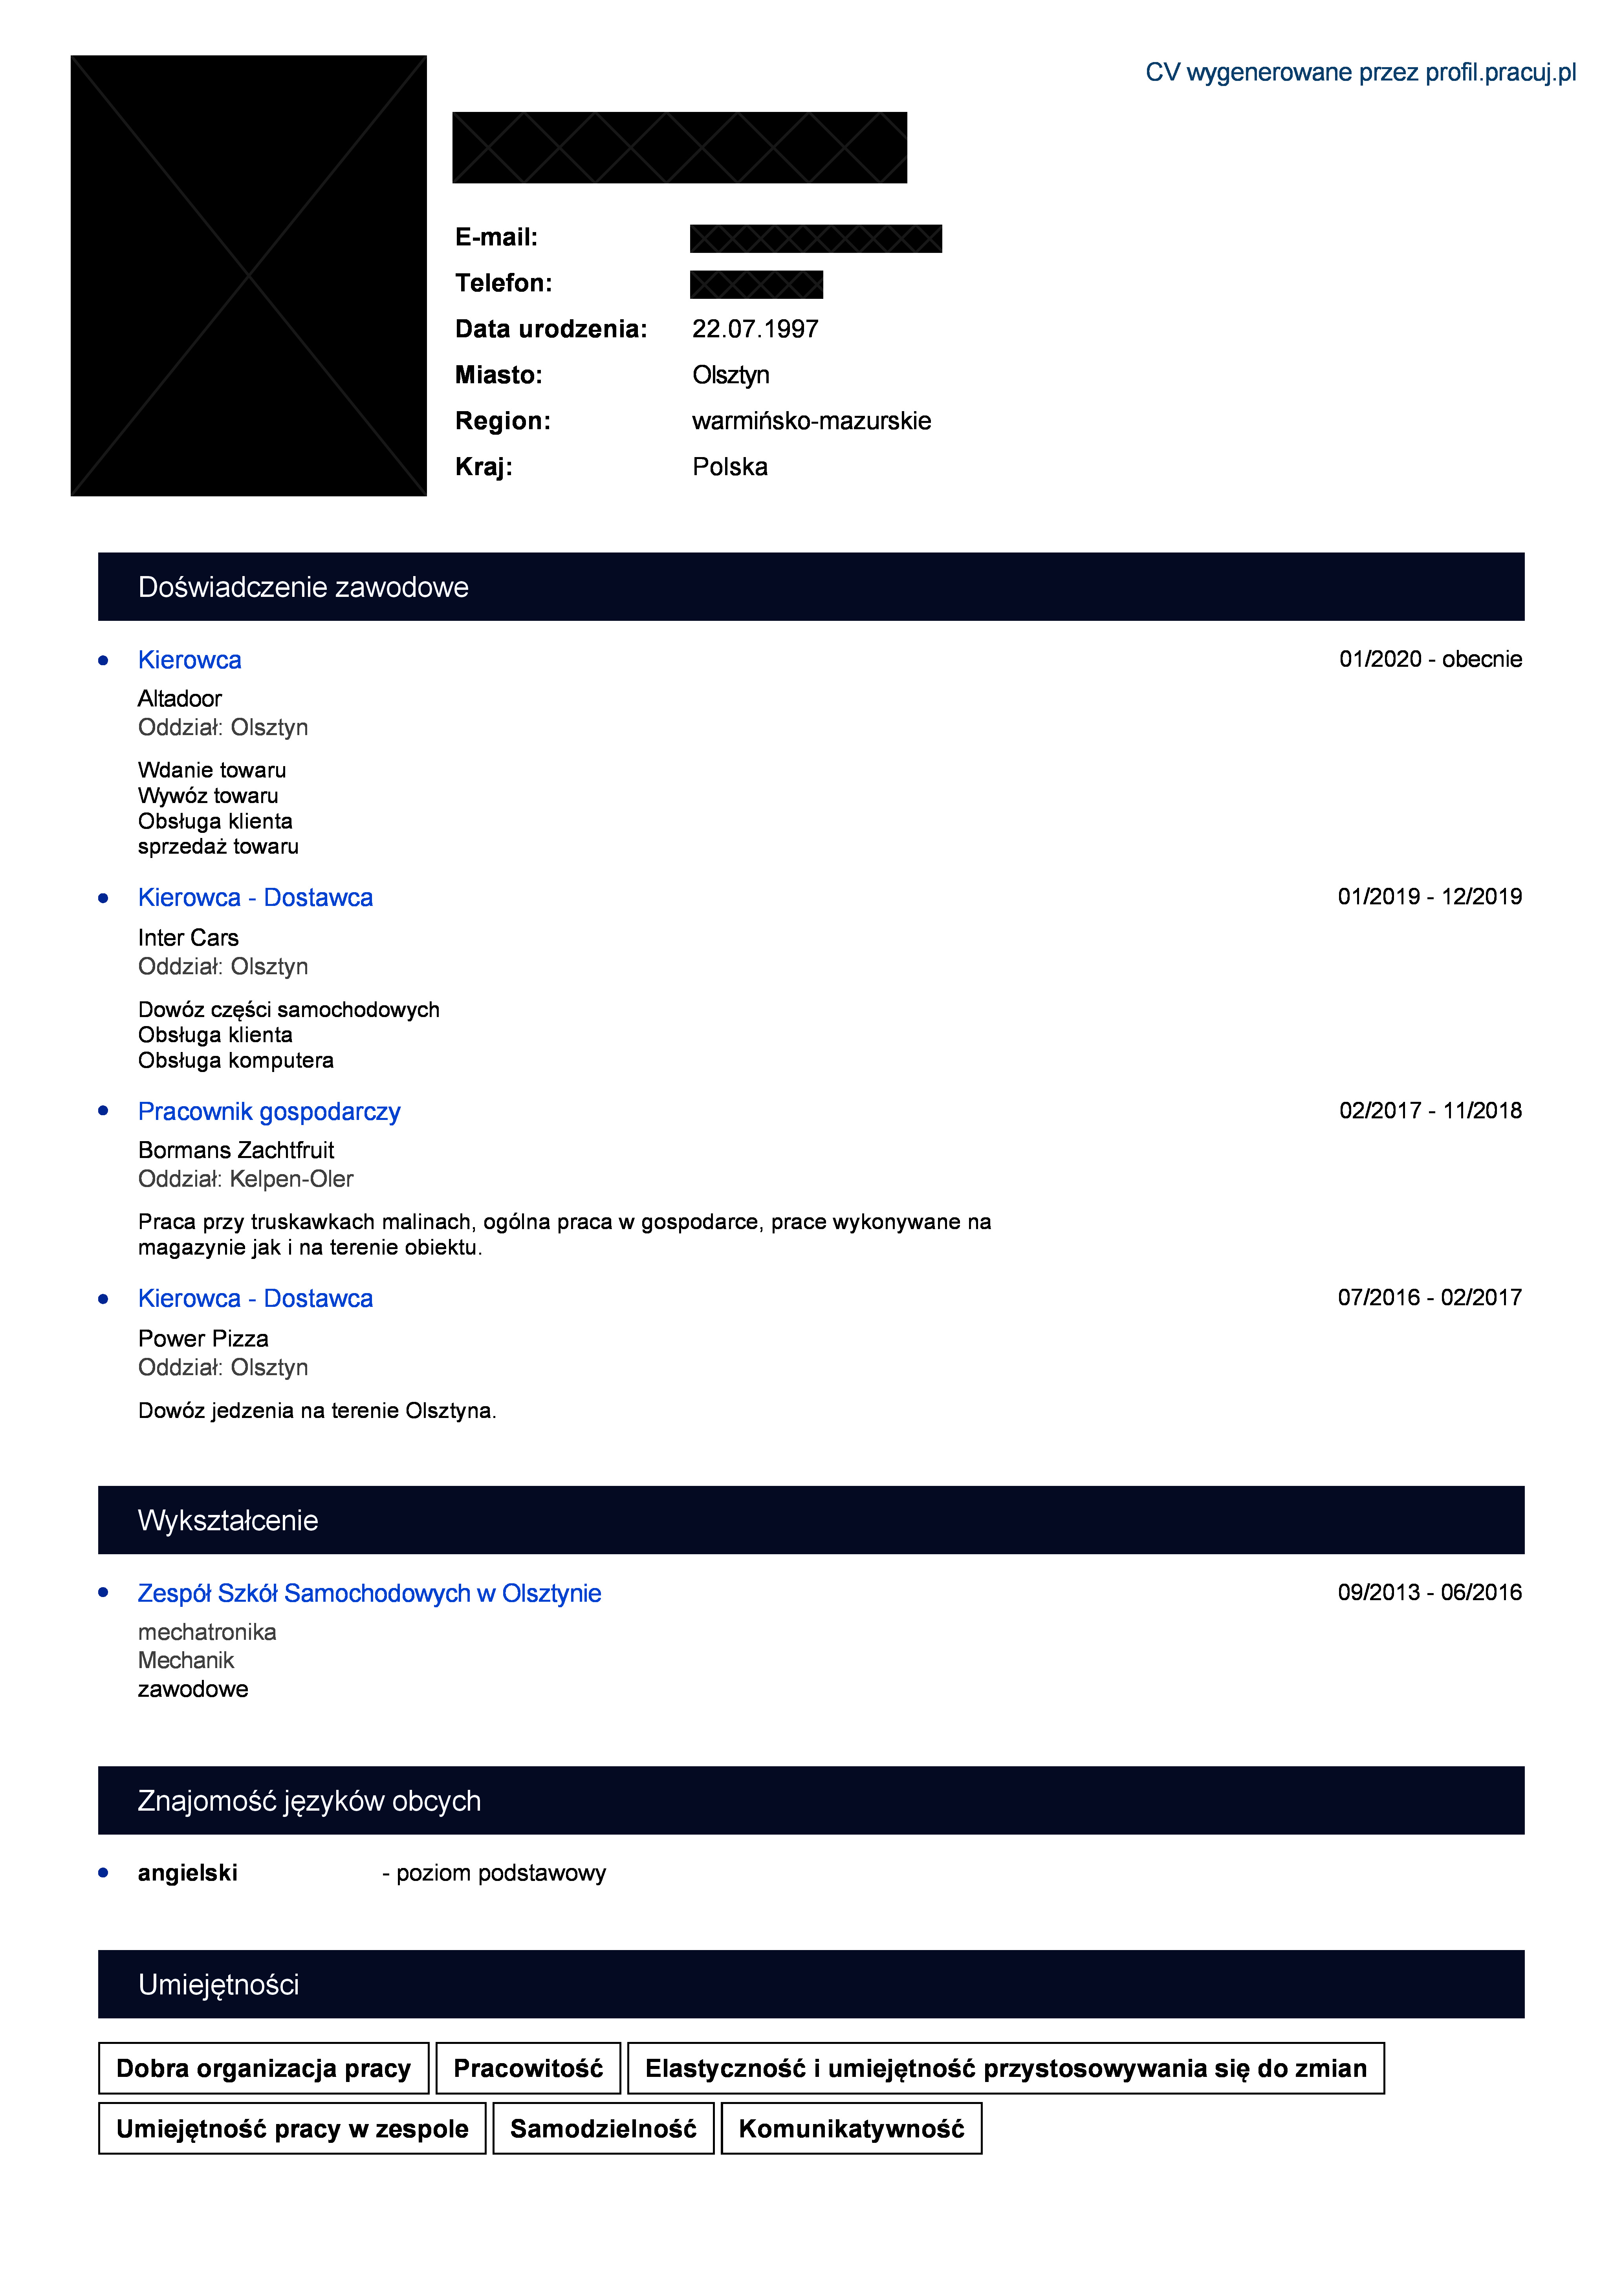 CV wygenerowane przez profil.pracuj.pl
E-mail:
Telefon:
Data urodzenia: 22.07.1997
Miasto: Olsztyn
Region: warmińsko-mazurskie
Kraj: Polska
Doświadczenie zawodowe
Kierowca 01/2020 - obecnie
Altadoor
Oddział: Olsztyn
Wdanie towaru
Wywóz towaru
Obsługa klienta
sprzedaż towaru
Kierowca - Dostawca 01/2019 - 12/2019
Inter Cars
Oddział: Olsztyn
Dowóz części samochodowych
Obsługa klienta
Obsługa komputera
Pracownik gospodarczy 02/2017 - 11/2018
Bormans Zachtfruit
Oddział: Kelpen-Oler
Praca przy truskawkach malinach, ogólna praca w gospodarce, prace wykonywane na
magazynie jak i na terenie obiektu.
Kierowca - Dostawca 07/2016 - 02/2017
Power Pizza
Oddział: Olsztyn
Dowóz jedzenia na terenie Olsztyna.
Wykształcenie
Zespół Szkół Samochodowych w Olsztynie 09/2013 - 06/2016
mechatronika
Mechanik
zawodowe
Znajomość języków obcych
angielski - poziom podstawowy
Umiejętności
Dobra organizacja pracy Pracowitość Elastyczność i umiejętność przystosowywania się do zmian
Umiejętność pracy w zespole Samodzielność Komunikatywność